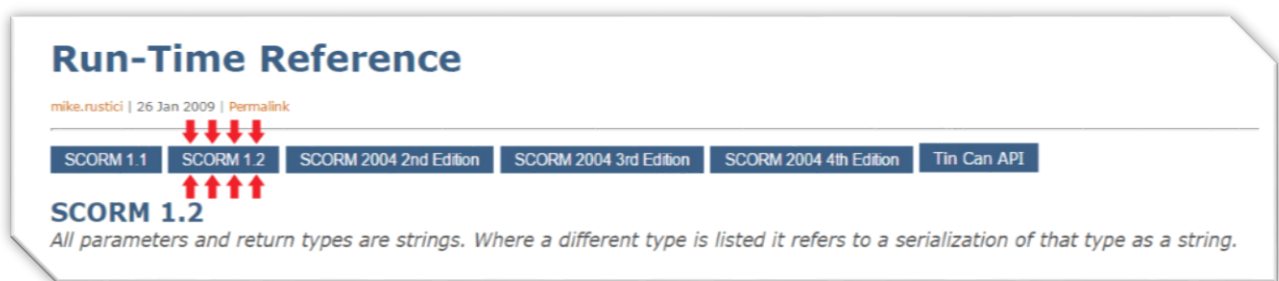 Run-Time Reference
mike.rustici | 26 Jan 2009 | Permalink
SCORM 1.1 SCORM 1.2 SCORM 2004 2nd Edition SCORM 2004 3rd Edition SCORM 2004 4th Edition Tin Can API
SCORM 1.2
All parameters and return types are strings. Where a different type is listed it refers to a serialization of that type as a string.